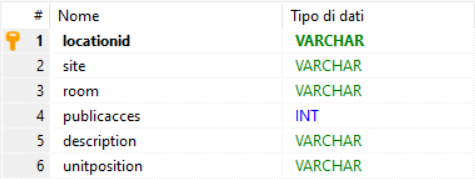 # Nome Tipo di dati
1 locationid VARCHAR
2 site VARCHAR
3 room VARCHAR
4 publicacces INT
5 description VARCHAR
6 unitposition VARCHAR